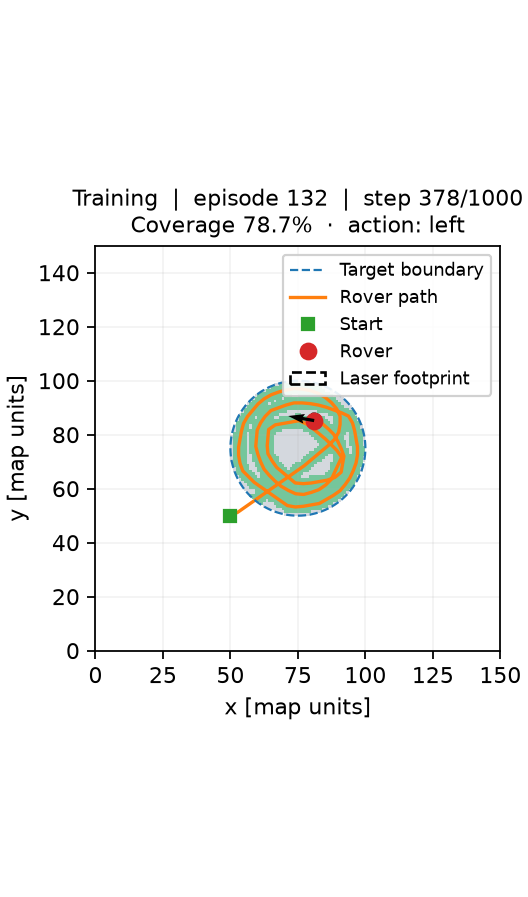 Training | episode 132 | step 378/1000
Coverage 78.7% · action: left
Target boundary
Rover path
Start
Rover
Laser footprint
y [map units]
140
120
100
80
60
40
20
0
0 25 50 75 100 125 150
x [map units]